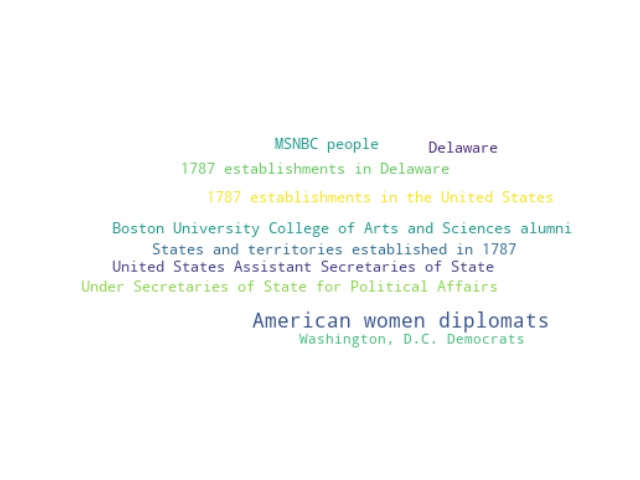 MSNBC people
Delaware
1787 establishments in Delaware
1787 establishments in the United States
Boston University College of Arts and Sciences alumni
States and territories established in 1787
United States Assistant Secretaries of State
Under Secretaries of State for Political Affairs
American women diplomats
Washington, D.C. Democrats